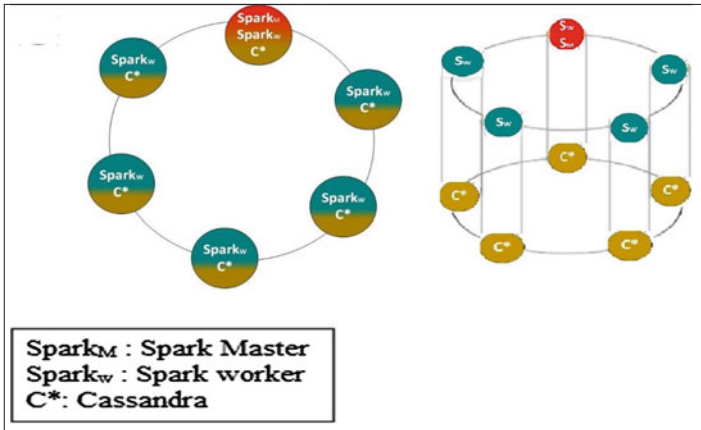 Spark_M
Spark_W
C*
Spark_W
C*
Spark_W
C*
Spark_W
C*
Spark_W
C*
Spark_W
C*
S_W
S_M
S_W
S_W
S_W
S_W
C*
C*
C*
C*
C*
Spark_M : Spark Master
Spark_W : Spark worker
C*: Cassandra